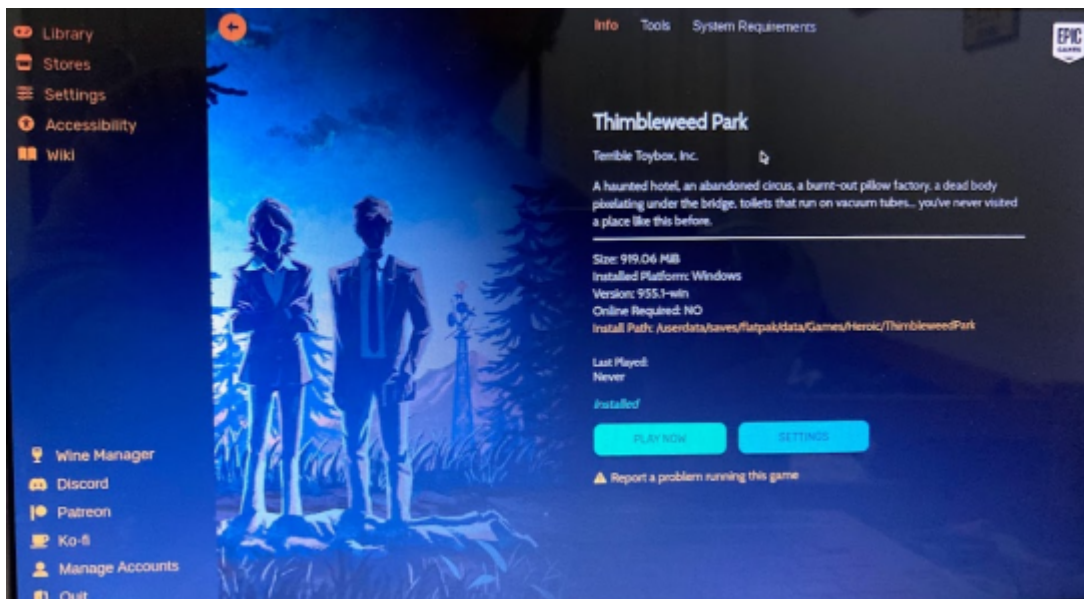 Library
Stores
Settings
Accessibility
Wiki
Wine Manager
Discord
Patreon
Ko-fi
Manage Accounts
Quit
Info Tools System Requirements
EPIC
GAMES
Thimbleweed Park
Terrible Toybox, Inc.
A haunted hotel, an abandoned circus, a burnt-out pillow factory, a dead body
pixelating under the bridge, toilets that run on vacuum tubes... you've never visited
a place like this before.
Size: 919.06 MiB
Installed Platform: Windows
Version: 955.1-win
Online Required: NO
Install Path: /userdata/saves/flatpak/data/Games/Heroic/ThimbleweedPark
Last Played:
Never
Installed
PLAY NOW SETTINGS
Report a problem running this game